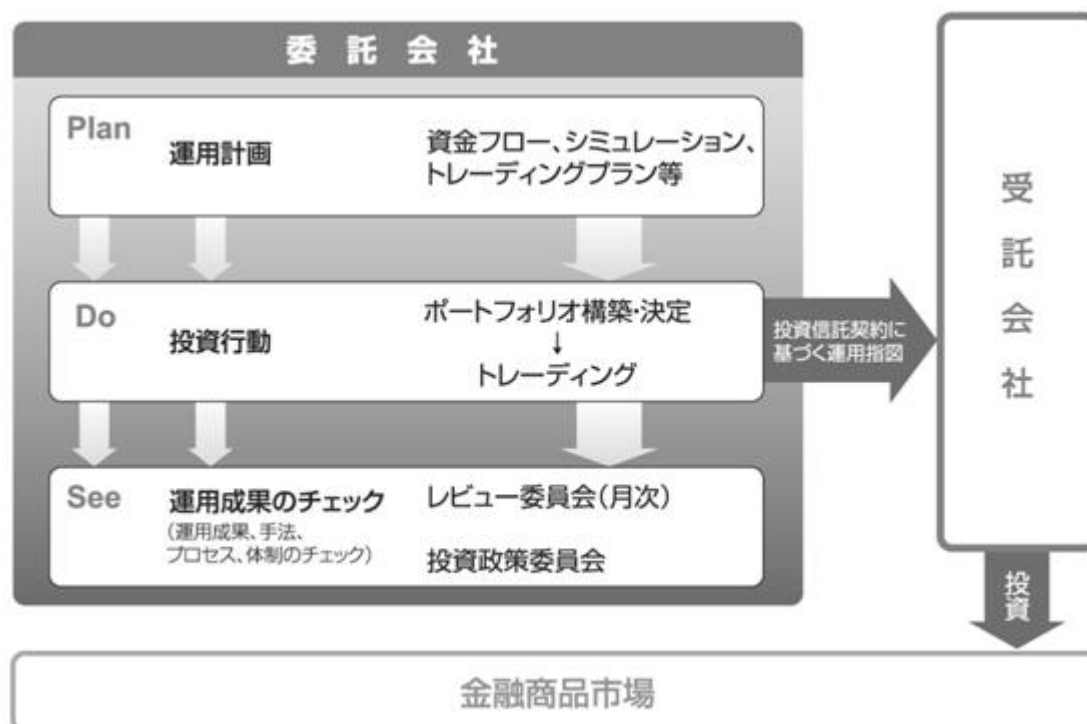 委託会社
Plan
運用計画
資金フロー、シミュレーション、
トレーディングプラン等
Do
投資行動
ポートフォリオ構築・決定
↓
トレーディング
投資信託契約に
基づく運用指図
See
運用成果のチェック
(運用成果、手法、
プロセス、体制のチェック)
レビュー委員会(月次)
投資政策委員会
受託会社
投資
金融商品市場